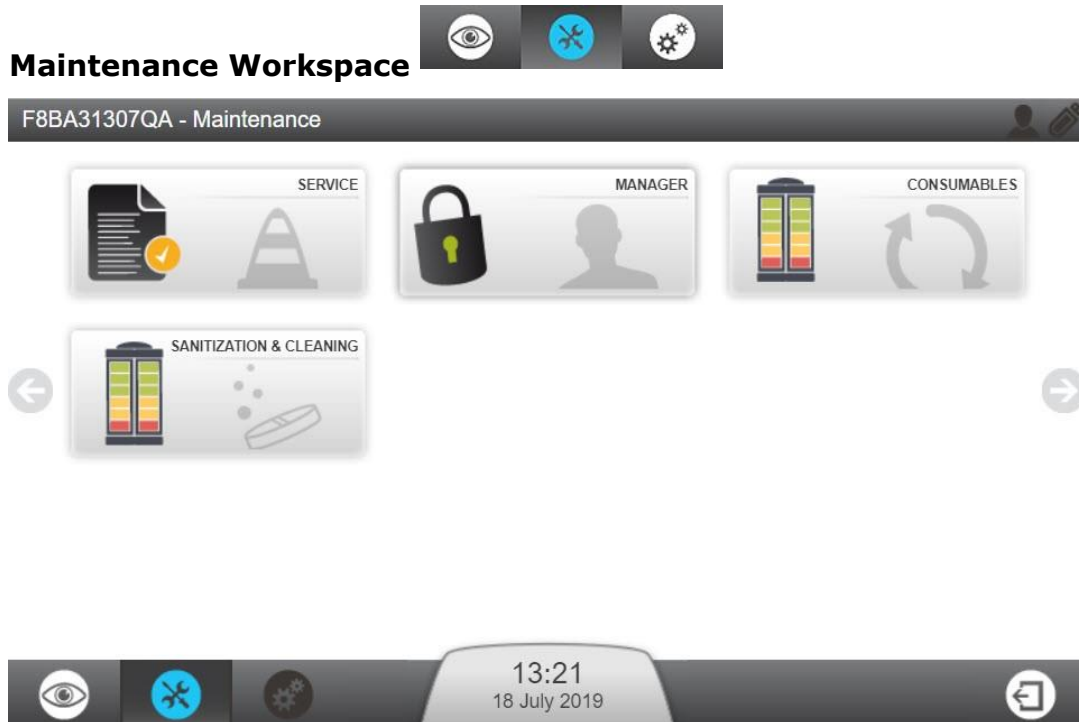 Maintenance Workspace
F8BA31307QA - Maintenance
SERVICE
MANAGER
CONSUMABLES
SANITIZATION & CLEANING
13:21
18 July 2019